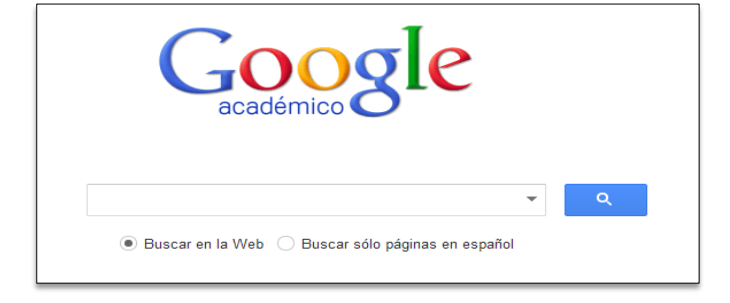 Google
académico
Buscar en la Web Buscar sólo páginas en español